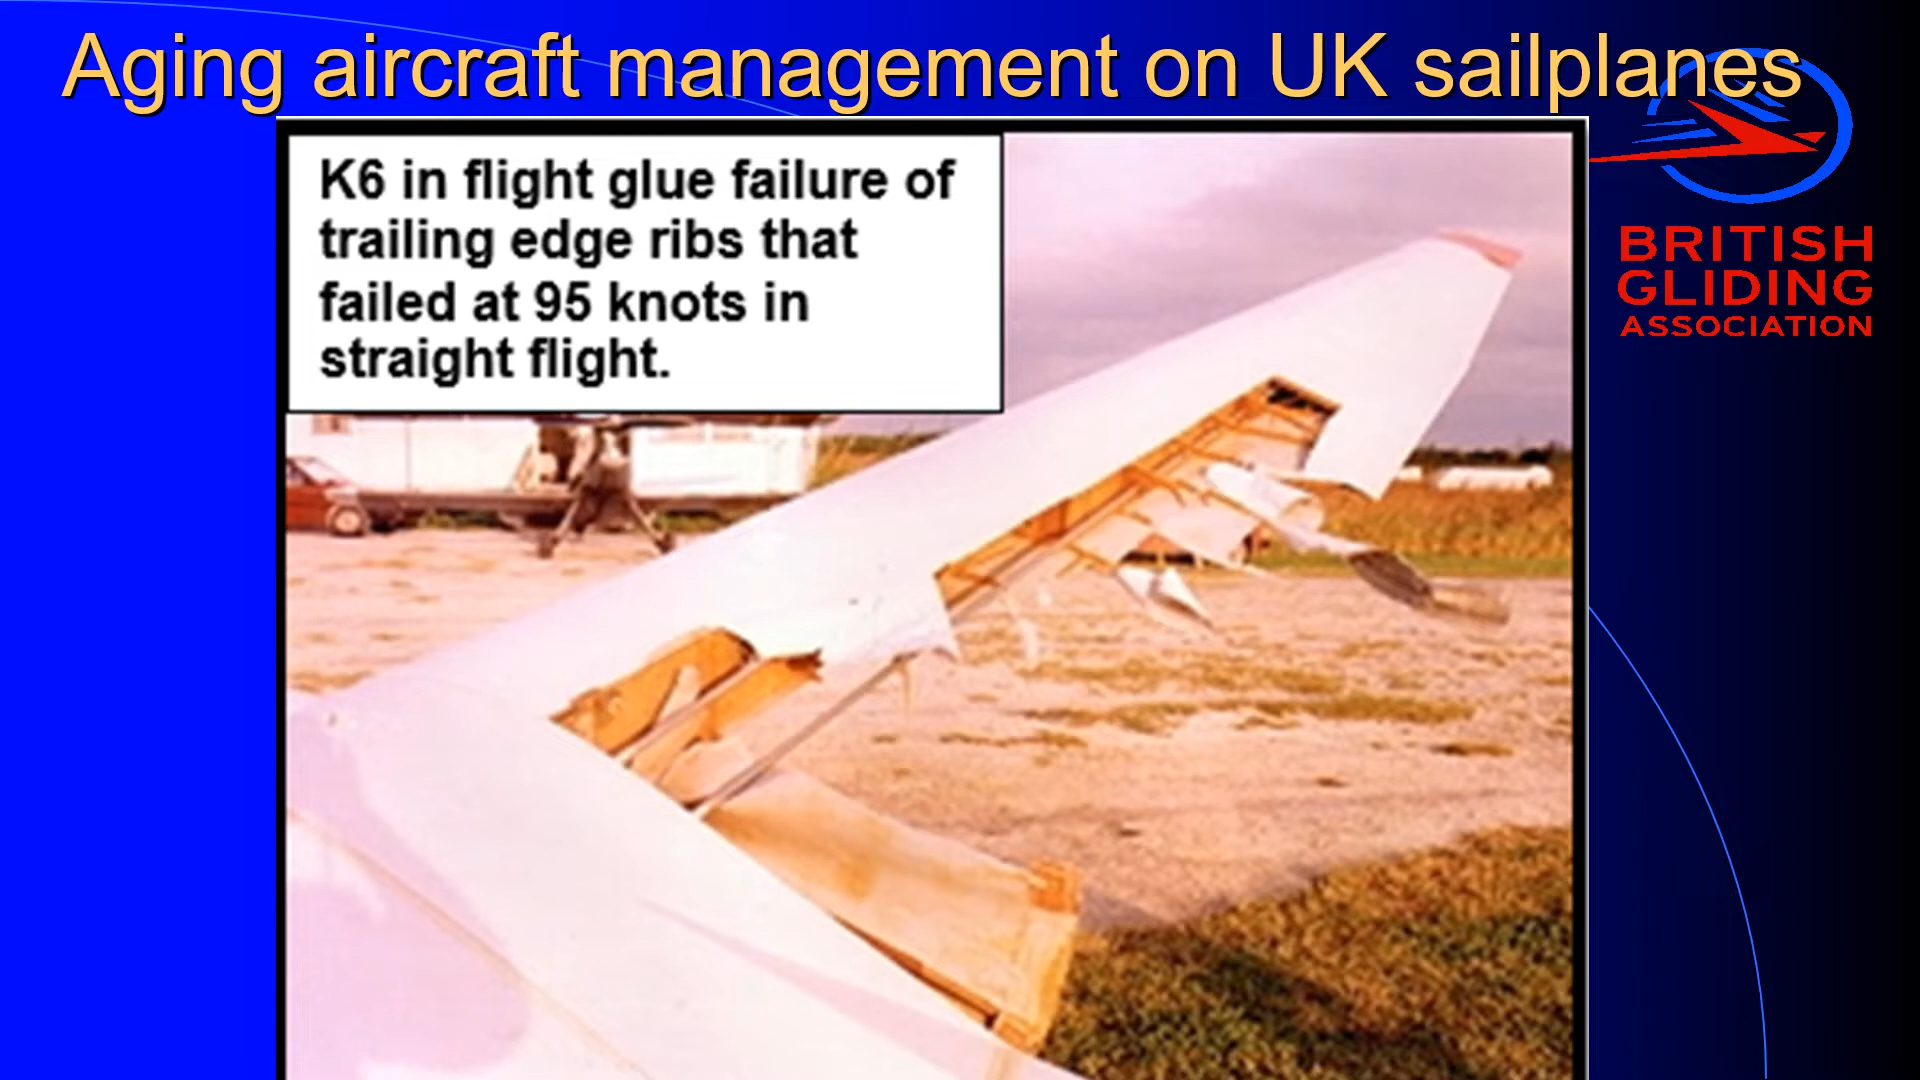 Aging aircraft management on UK sailplanes
K6 in flight glue failure of
trailing edge ribs that
failed at 95 knots in
straight flight.
BRITISH
GLIDING
ASSOCIATION